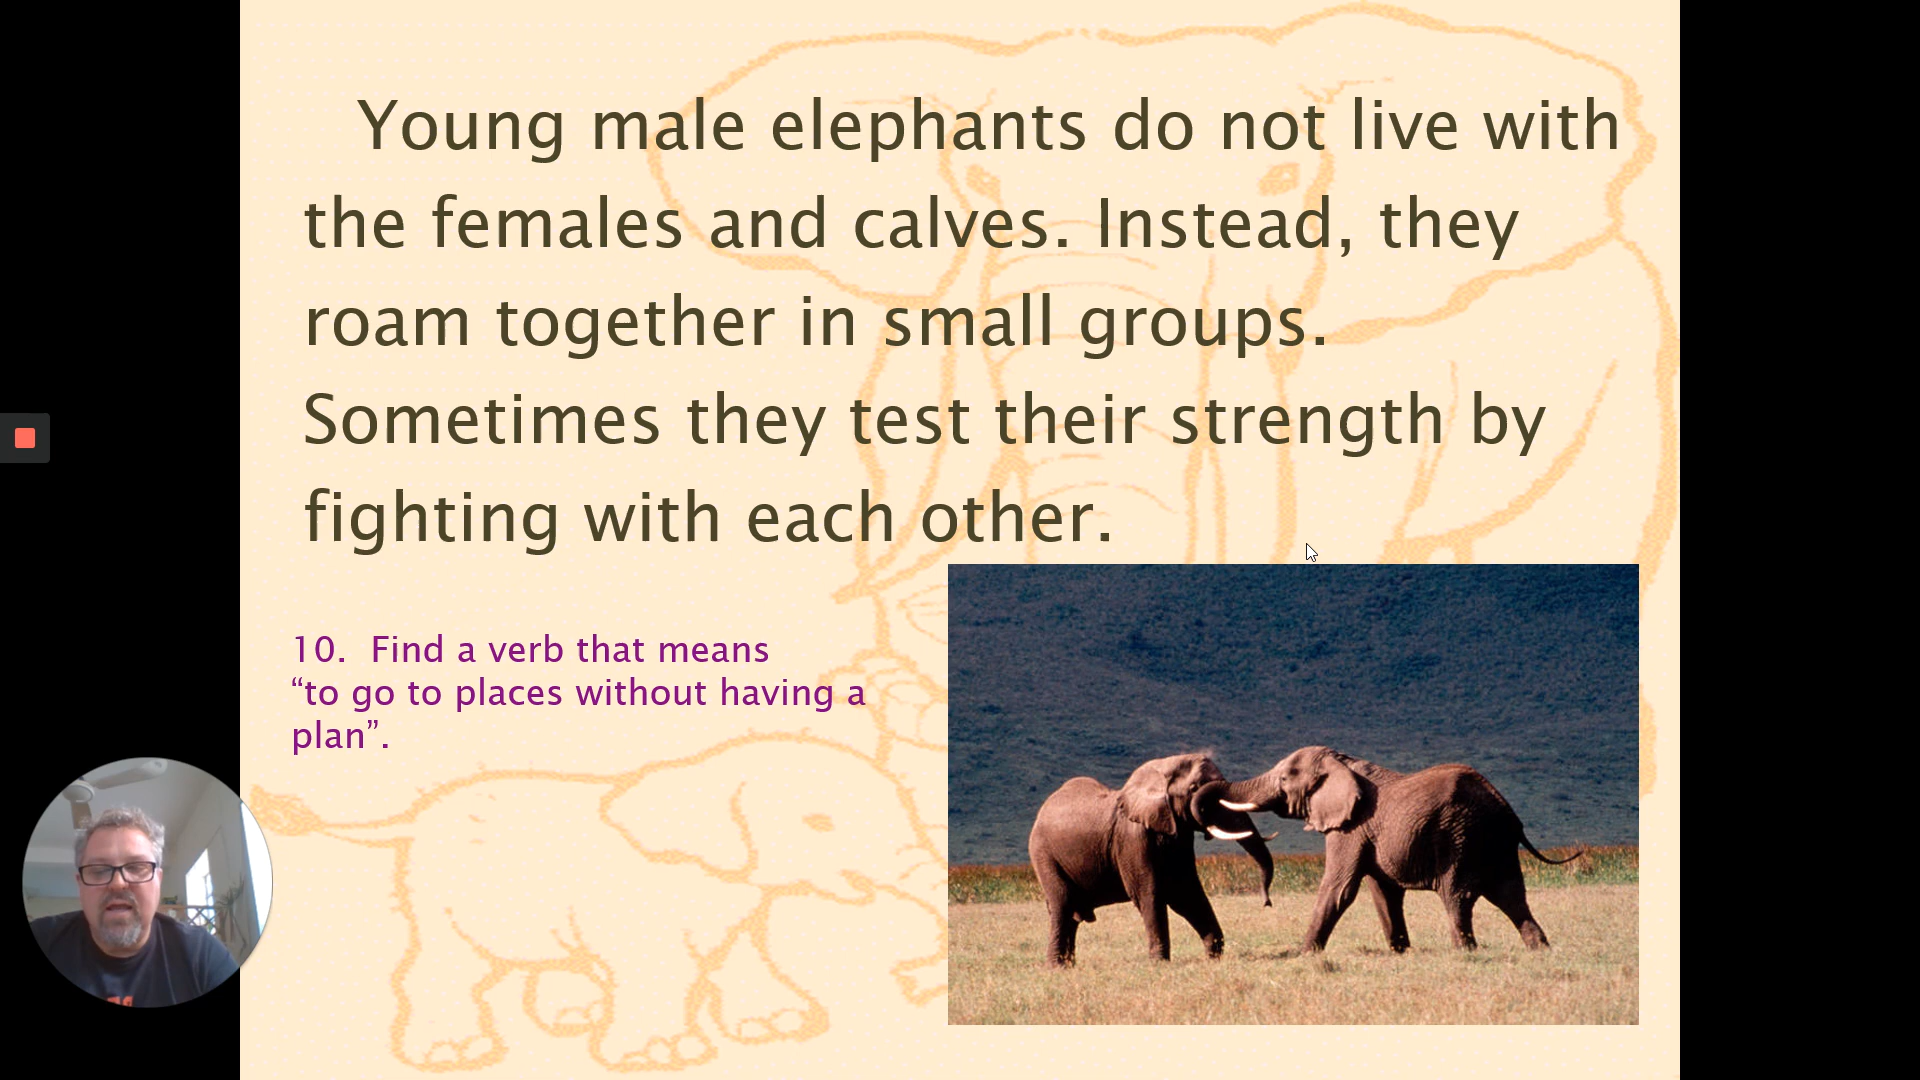 Young male elephants do not live with
the females and calves. Instead, they
roam together in small groups.
Sometimes they test their strength by
fighting with each other.
10. Find a verb that means
“to go to places without having a
plan”.